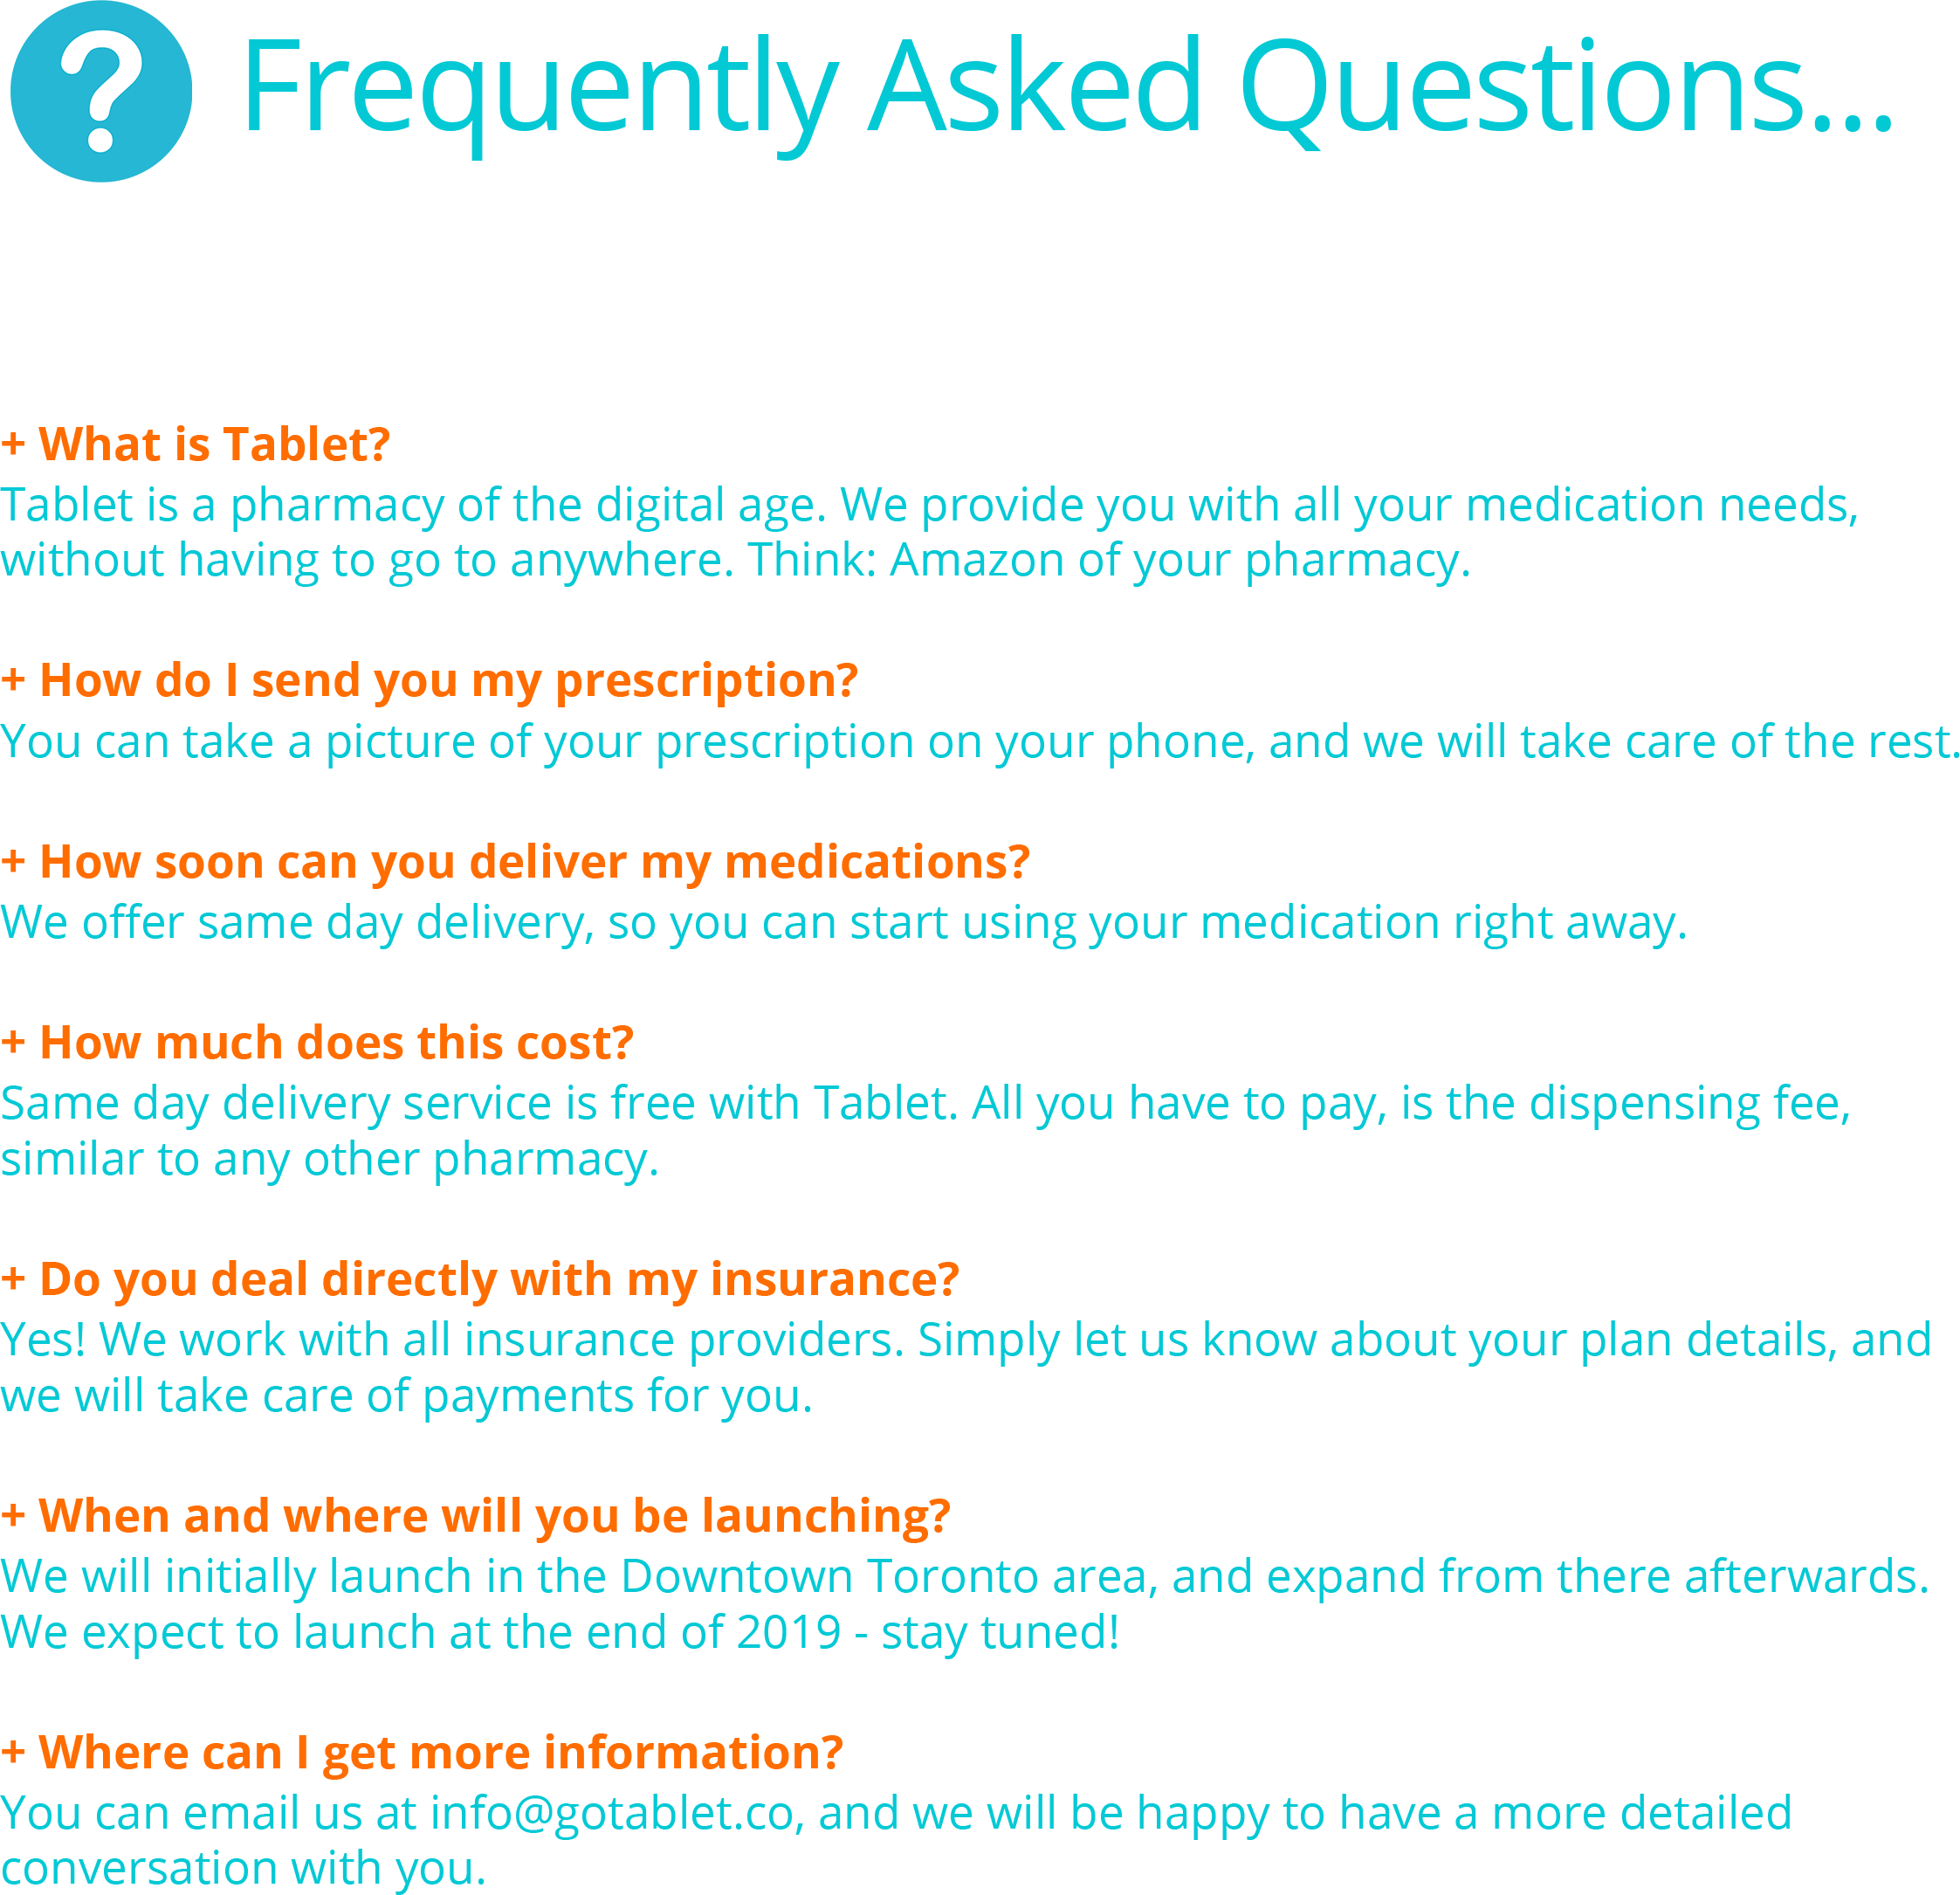 Frequently Asked Questions...
+ What is Tablet?
Tablet is a pharmacy of the digital age. We provide you with all your medication needs,
without having to go to anywhere. Think: Amazon of your pharmacy.
+ How do I send you my prescription?
You can take a picture of your prescription on your phone, and we will take care of the rest.
+ How soon can you deliver my medications?
We offer same day delivery, so you can start using your medication right away.
+ How much does this cost?
Same day delivery service is free with Tablet. All you have to pay, is the dispensing fee,
similar to any other pharmacy.
+ Do you deal directly with my insurance?
Yes! We work with all insurance providers. Simply let us know about your plan details, and
we will take care of payments for you.
+ When and where will you be launching?
We will initially launch in the Downtown Toronto area, and expand from there afterwards.
We expect to launch at the end of 2019 - stay tuned!
+ Where can I get more information?
You can email us at info@gotablet.co, and we will be happy to have a more detailed
conversation with you.